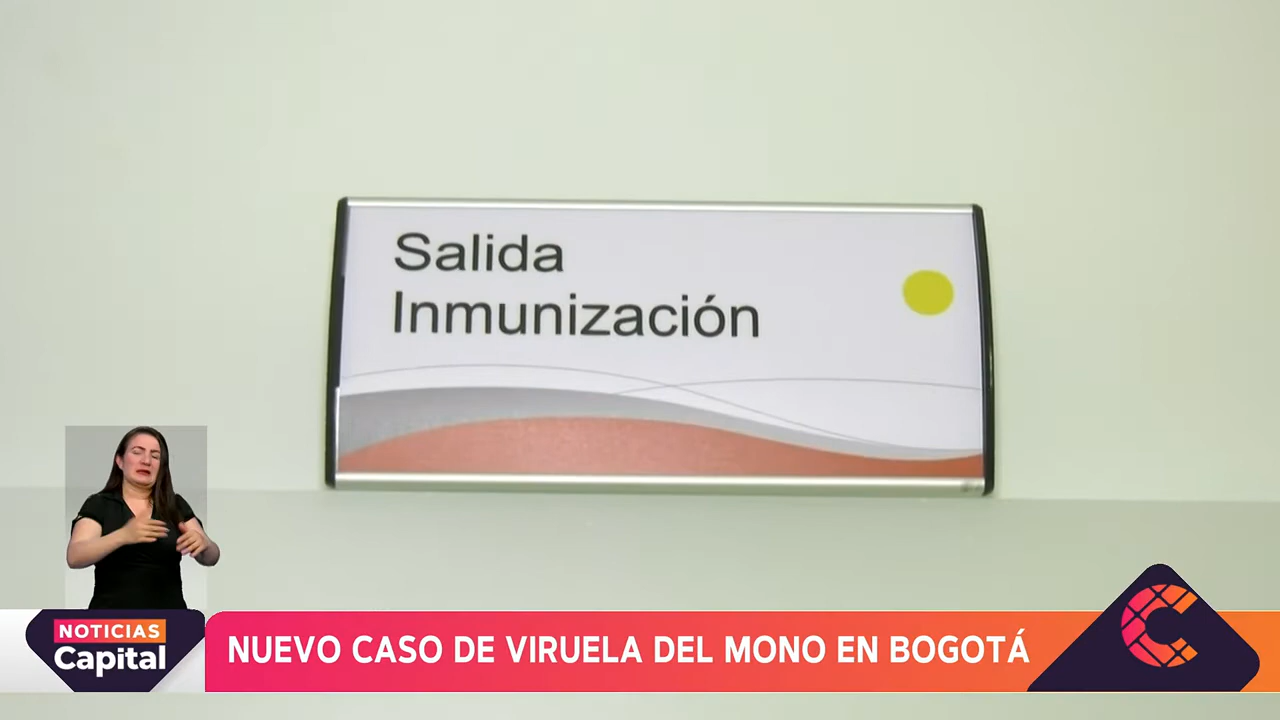 Salida
Inmunización
NOTICIAS
Capital
NUEVO CASO DE VIRUELA DEL MONO EN BOGOTÁ